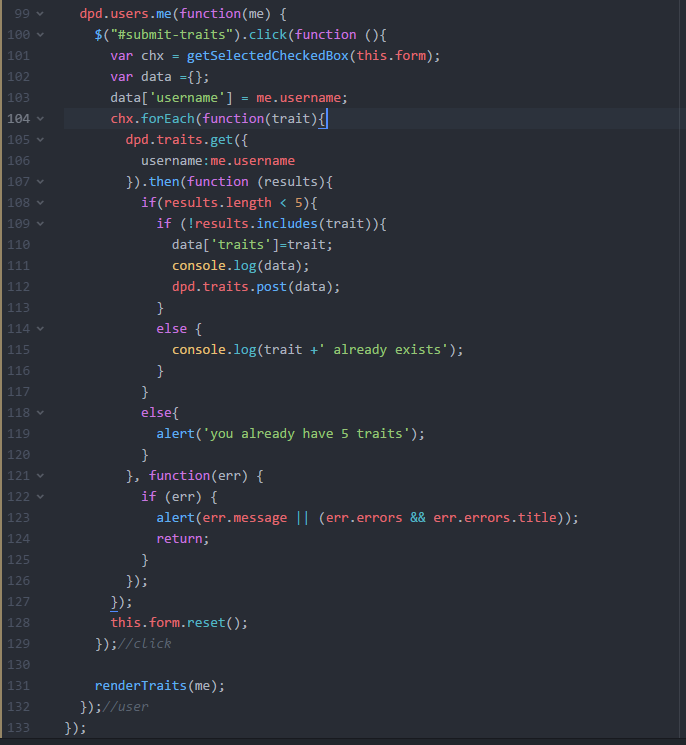 99 dpd.users.me(function(me) {
100 $("#submit-traits").click(function (){
101 var chx = getSelectedCheckedBox(this.form);
102 var data ={};
103 data['username'] = me.username;
104 chx.forEach(function(trait){
105 dpd.traits.get({
106 username:me.username
107 }).then(function (results){
108 if(results.length < 5){
109 if (!results.includes(trait)){
110 data['traits']=trait;
111 console.log(data);
112 dpd.traits.post(data);
113 }
114 else {
115 console.log(trait +' already exists');
116 }
117 }
118 else{
119 alert('you already have 5 traits');
120 }
121 }, function(err) {
122 if (err) {
123 alert(err.message || (err.errors && err.errors.title));
124 return;
125 }
126 });
127 });
128 this.form.reset();
129 });//click
130
131 renderTraits(me);
132 });//user
133 });